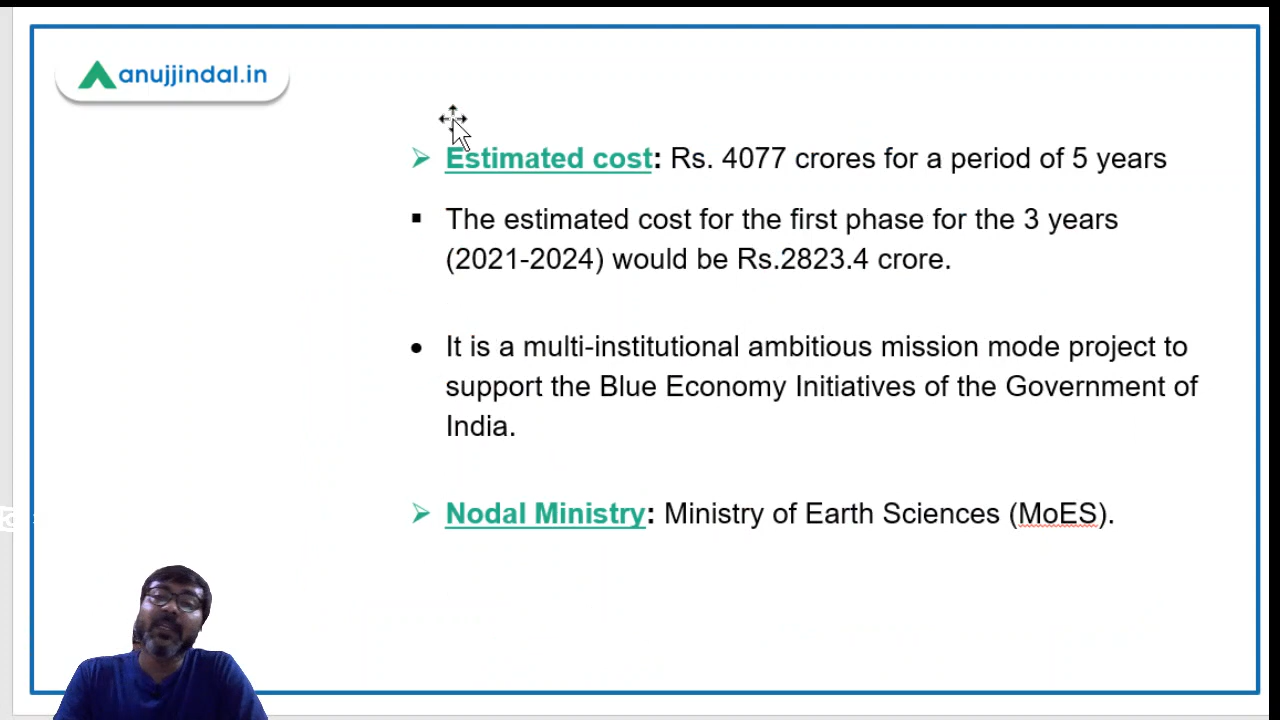 anujjindal.in
➢ Estimated cost: Rs. 4077 crores for a period of 5 years
▪ The estimated cost for the first phase for the 3 years
(2021-2024) would be Rs.2823.4 crore.
• It is a multi-institutional ambitious mission mode project to
support the Blue Economy Initiatives of the Government of
India.
➢ Nodal Ministry: Ministry of Earth Sciences (MoES).